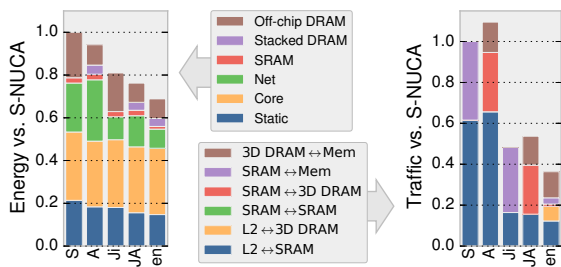 Energy vs. S-NUCA
1.0
0.8
0.6
0.4
0.2
0.0
S
A
Ji
JA
en
Off-chip DRAM
Stacked DRAM
SRAM
Net
Core
Static
3D DRAM↔Mem
SRAM↔Mem
SRAM↔3D DRAM
SRAM↔SRAM
L2↔3D DRAM
L2↔SRAM
Traffic vs. S-NUCA
1.0
0.8
0.6
0.4
0.2
0.0
S
A
Ji
JA
en